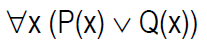 ∀x (P(x) ∨ Q(x))